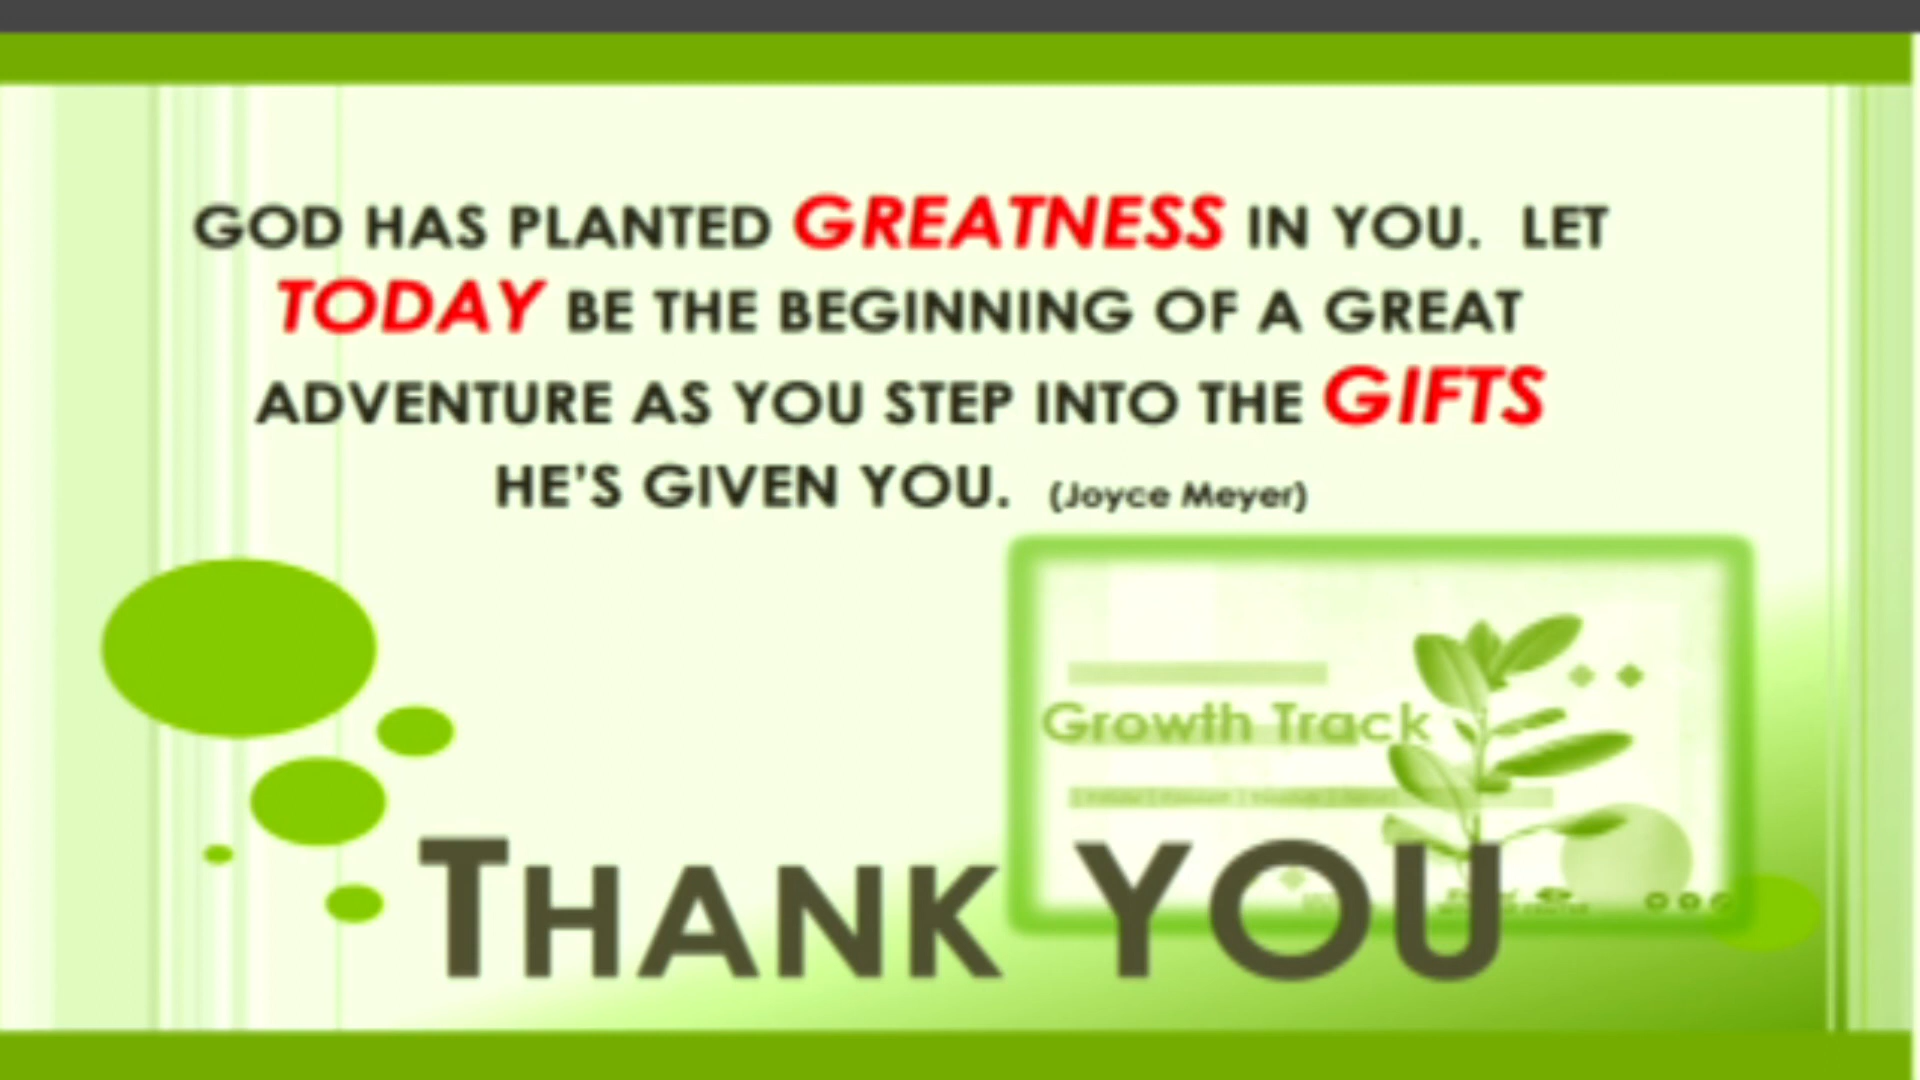 GOD HAS PLANTED GREATNESS IN YOU. LET
TODAY BE THE BEGINNING OF A GREAT
ADVENTURE AS YOU STEP INTO THE GIFTS
HE'S GIVEN YOU. (Joyce Meyer)
Growth Track
THANK YOU